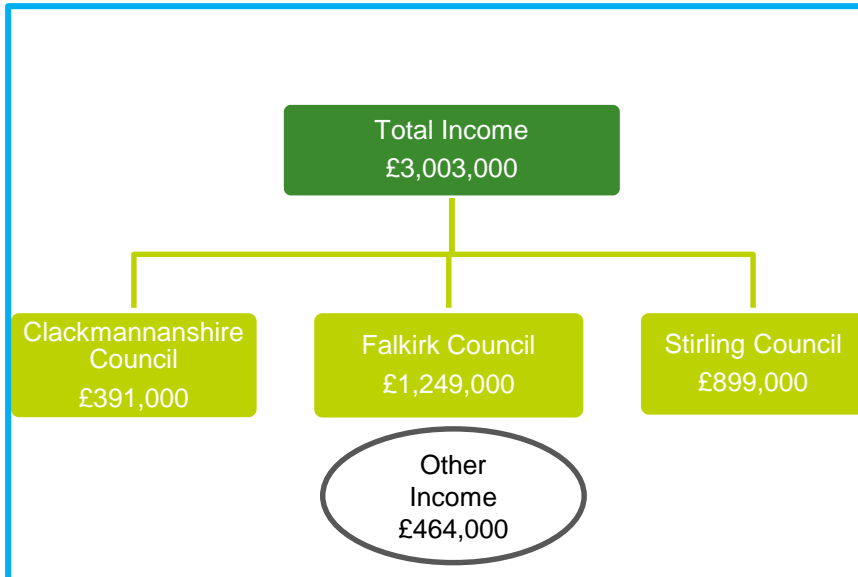 Total Income
£3,003,000
Clackmannanshire
Council
£391,000
Falkirk Council
£1,249,000
Stirling Council
£899,000
Other
Income
£464,000